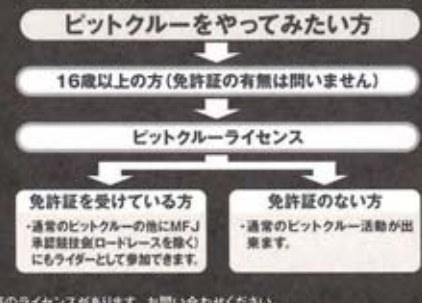 ピットクルーをやってみたい方
16歳以上の方(免許証の有無は問いません)
ピットクルーライセンス
免許証を受けている方
・通常のピットクルーの他にMFJ
承認競技会(ロードレースを除く)
にもライダーとして参加できます。
免許証のない方
・通常のピットクルー活動が出
来ます。
のライセンスがあります。お問い合わせください。